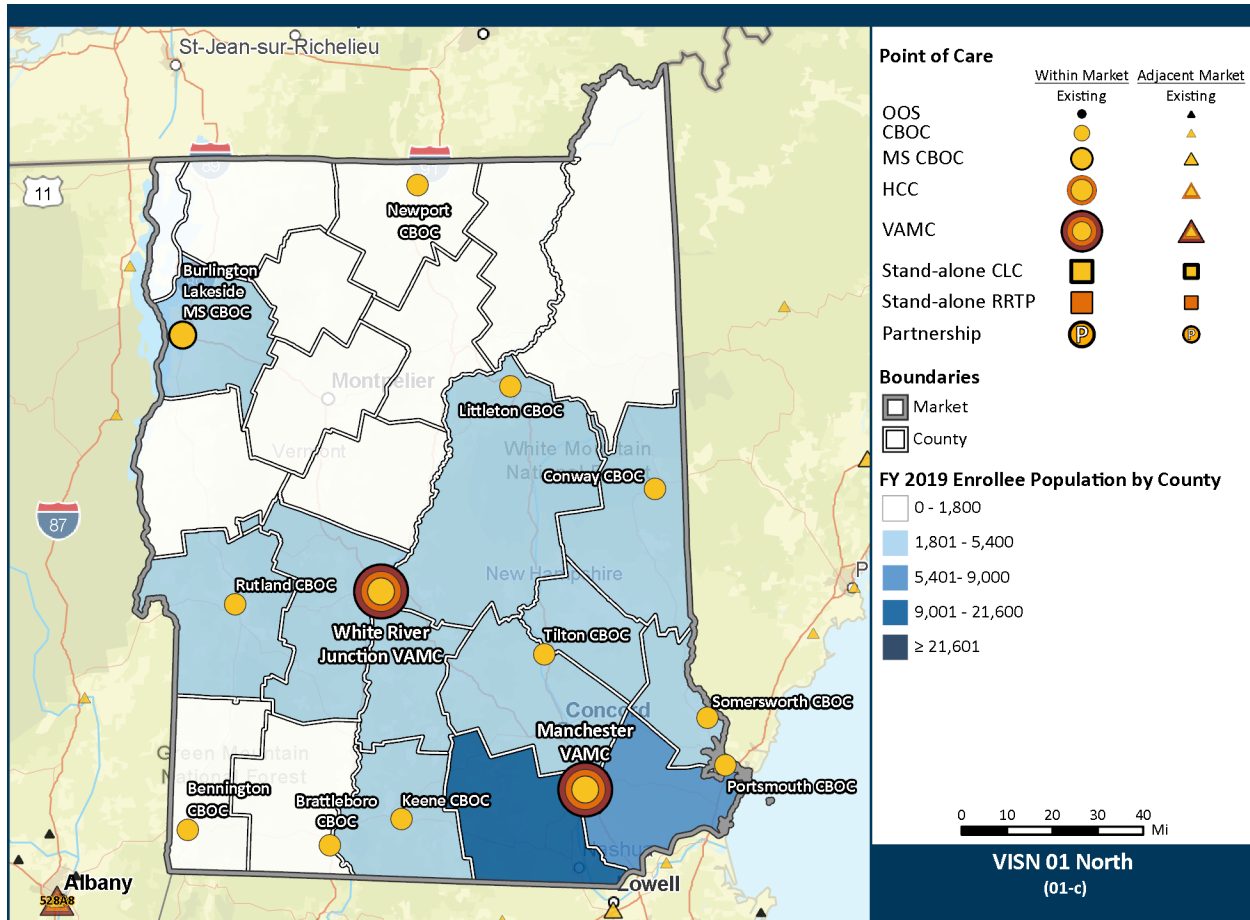 St-Jean-sur-Richelieu
89
91
11
Newport
CBOC
Burlington
Lakeside
MS CBOC
Montpelier
Littleton CBOC
Vermont
White Mountain
National Forest
Conway CBOC
87
New Hampshire
Rutland CBOC
White River
Junction VAMC
Tilton CBOC
Concord
Somersworth CBOC
Manchester
VAMC
Green Mountain
National Forest
Portsmouth CBOC
Bennington
CBOC
Brattleboro
CBOC
Keene CBOC
Nashua
Albany
528A8
Lowell
P
Point of Care
Within Market
Adjacent Market
Existing
Existing
OOS
CBOC
MS CBOC
HCC
VAMC
Stand-alone CLC
Stand-alone RRTP
Partnership
P
P
Boundaries
Market
County
FY 2019 Enrollee Population by County
0 - 1,800
1,801 - 5,400
5,401- 9,000
9,001 - 21,600
≥ 21,601
0 10 20 30 40
Mi
VISN 01 North
(01-c)